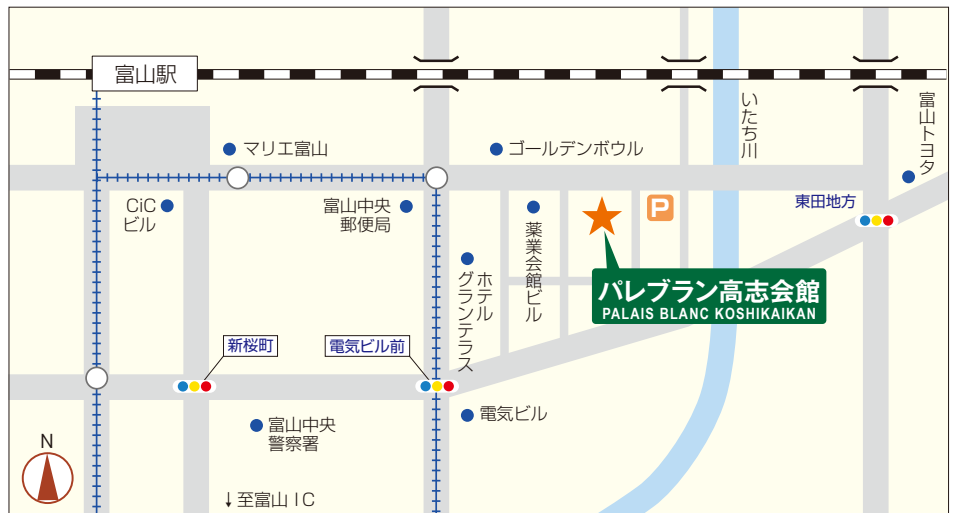 富山駅
マリエ富山
ゴールデンボウル
いたち川
富山トヨタ
CiC
ビル
富山中央
郵便局
薬業会館ビル
P
東田地方
ホテル
グランテラス
パレブラン高志会館
PALAIS BLANC KOSHIKAIKAN
新桜町
電気ビル前
富山中央
警察署
電気ビル
N
↓至富山IC